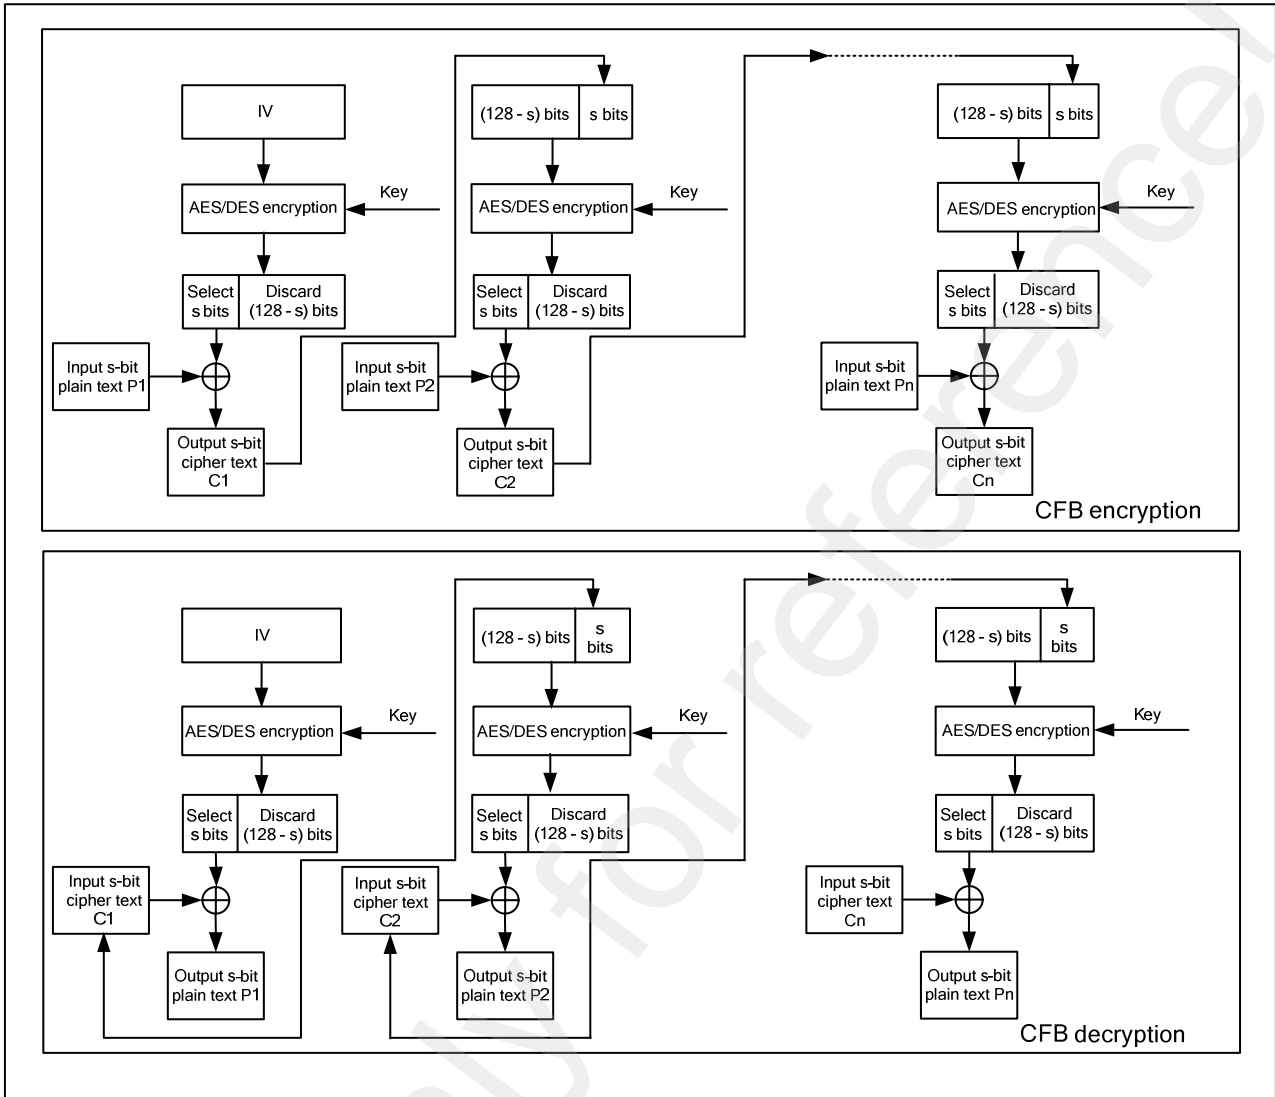 IV
(128 - s) bits
s bits
(128 - s) bits
s bits
Key
Key
Key
AES/DES encryption
AES/DES encryption
AES/DES encryption
Select
s bits
Discard
(128 - s) bits
Select
s bits
Discard
(128 - s) bits
Select
s bits
Discard
(128 - s) bits
Input s-bit
plain text P1
Input s-bit
plain text P2
Input s-bit
plain text Pn
Output s-bit
cipher text
C1
Output s-bit
cipher text
C2
Output s-bit
cipher text
Cn
CFB encryption
IV
(128 - s) bits
s
bits
(128 - s) bits
s
bits
Key
Key
Key
AES/DES encryption
AES/DES encryption
AES/DES encryption
Select
s bits
Discard
(128 - s) bits
Select
s bits
Discard
(128 - s) bits
Select
s bits
Discard
(128 - s) bits
Input s-bit
cipher text
C1
Input s-bit
cipher text
C2
Input s-bit
cipher text
Cn
Output s-bit
plain text P1
Output s-bit
plain text P2
Output s-bit
plain text Pn
CFB decryption
for reference